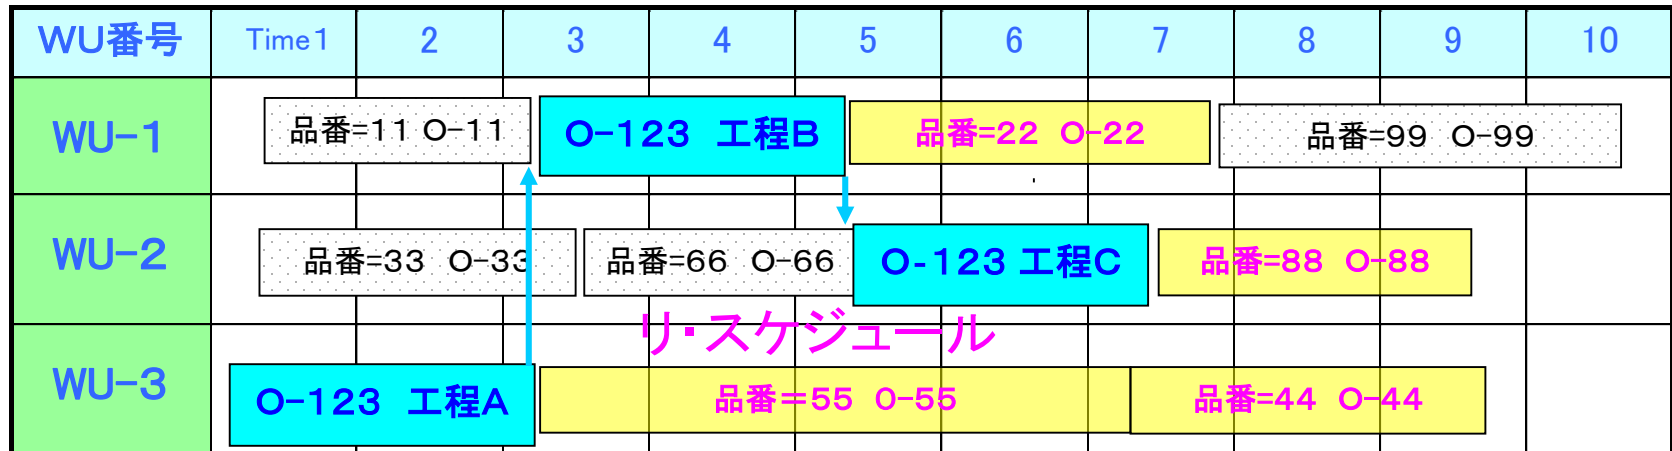 WU番号 Time1 2 3 4 5 6 7 8 9 10
WU-1 品番=11 O-11 O-123 工程B 品番=22 O-22 品番=99 O-99
WU-2 品番=33 O-33 品番=66 O-66 O-123 工程C 品番=88 O-88
リ・スケジュール
WU-3 O-123 工程A 品番=55 O-55 品番=44 O-44